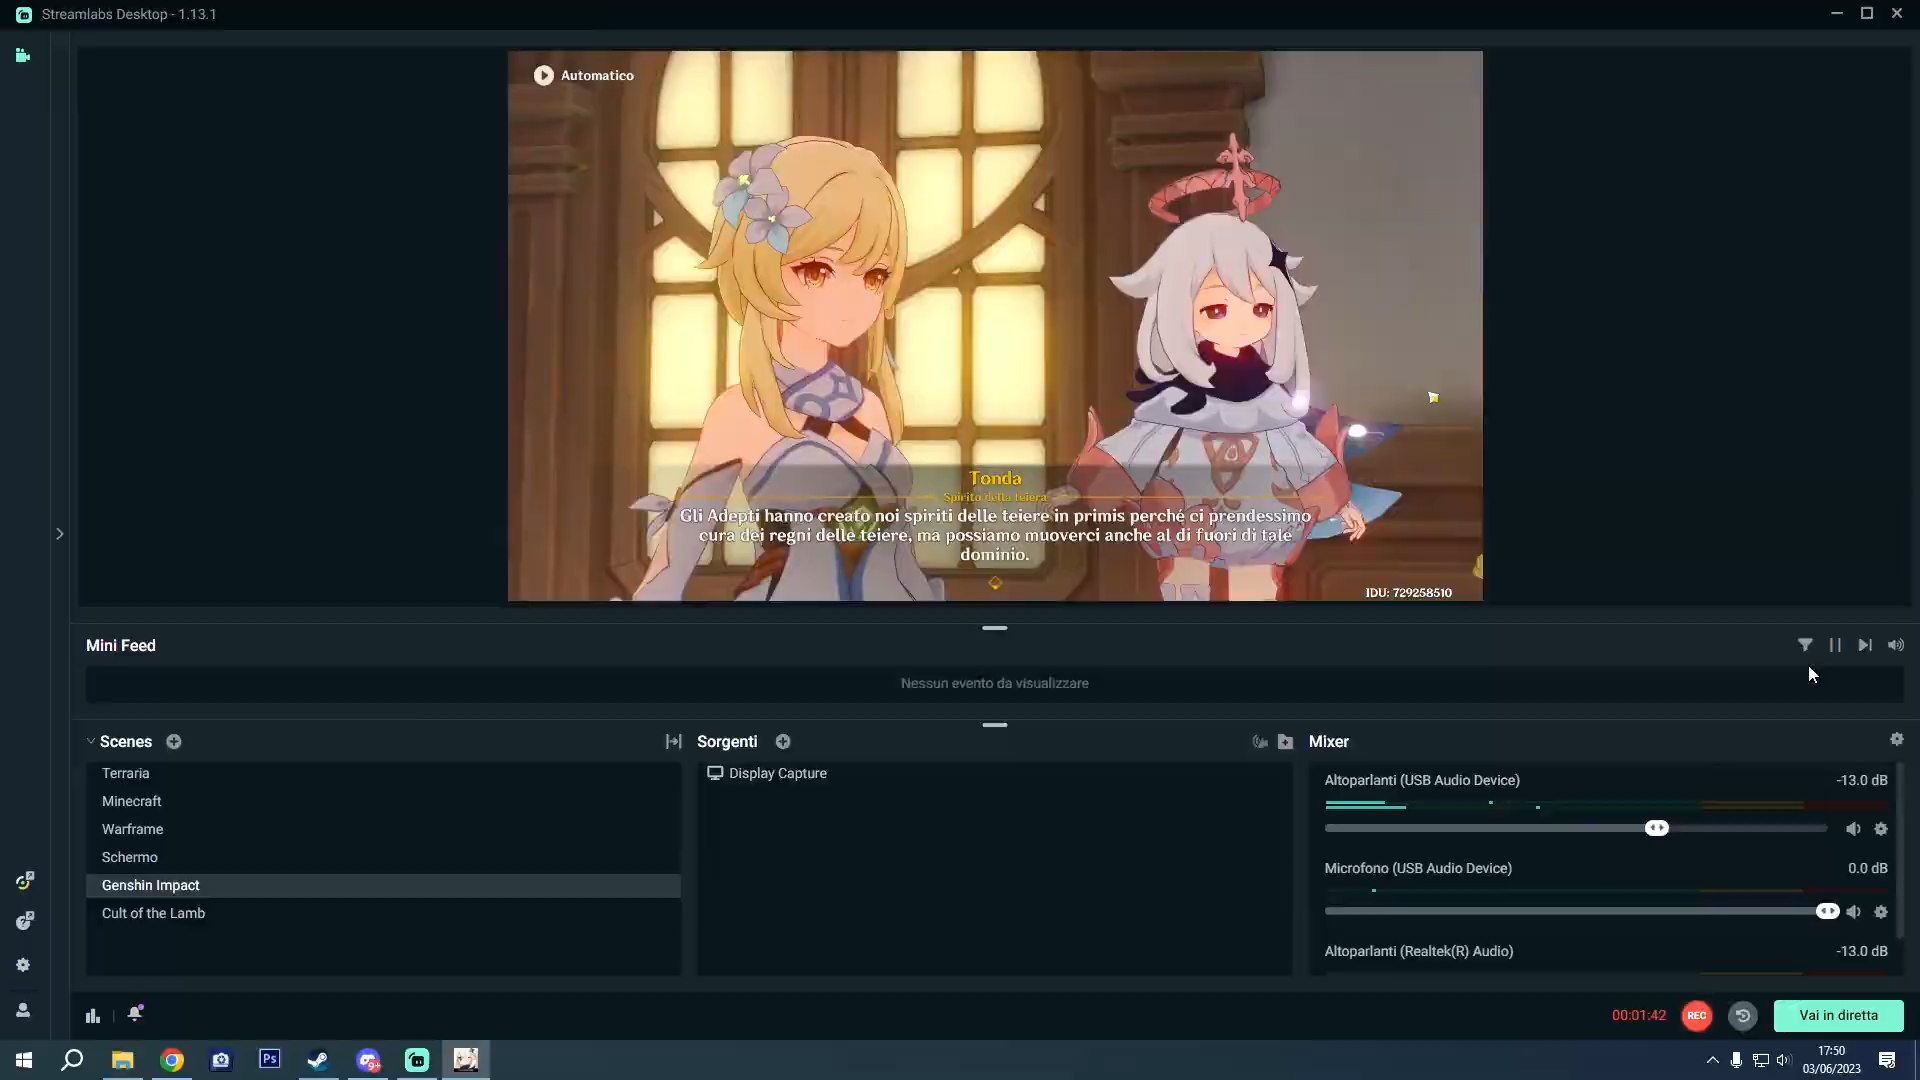 Streamlabs Desktop - 1.13.1
Automatico
Tonda
Spirito della teiera
Gli Adepti hanno creato noi spiriti delle teiere in primis perché ci prendessimo
cura dei regni delle teiere, ma possiamo muoverci anche al di fuori di tale
dominio.
IDU: 729258510
Mini Feed
Nessun evento da visualizzare
Scenes
Terraria
Minecraft
Warframe
Schermo
Genshin Impact
Cult of the Lamb
Sorgenti
Display Capture
Mixer
Altoparlanti (USB Audio Device) -13.0 dB
Microfono (USB Audio Device) 0.0 dB
Altoparlanti (Realtek(R) Audio) -13.0 dB
00:01:42 REC Vai in diretta
Ps
9+
17:50
03/06/2023